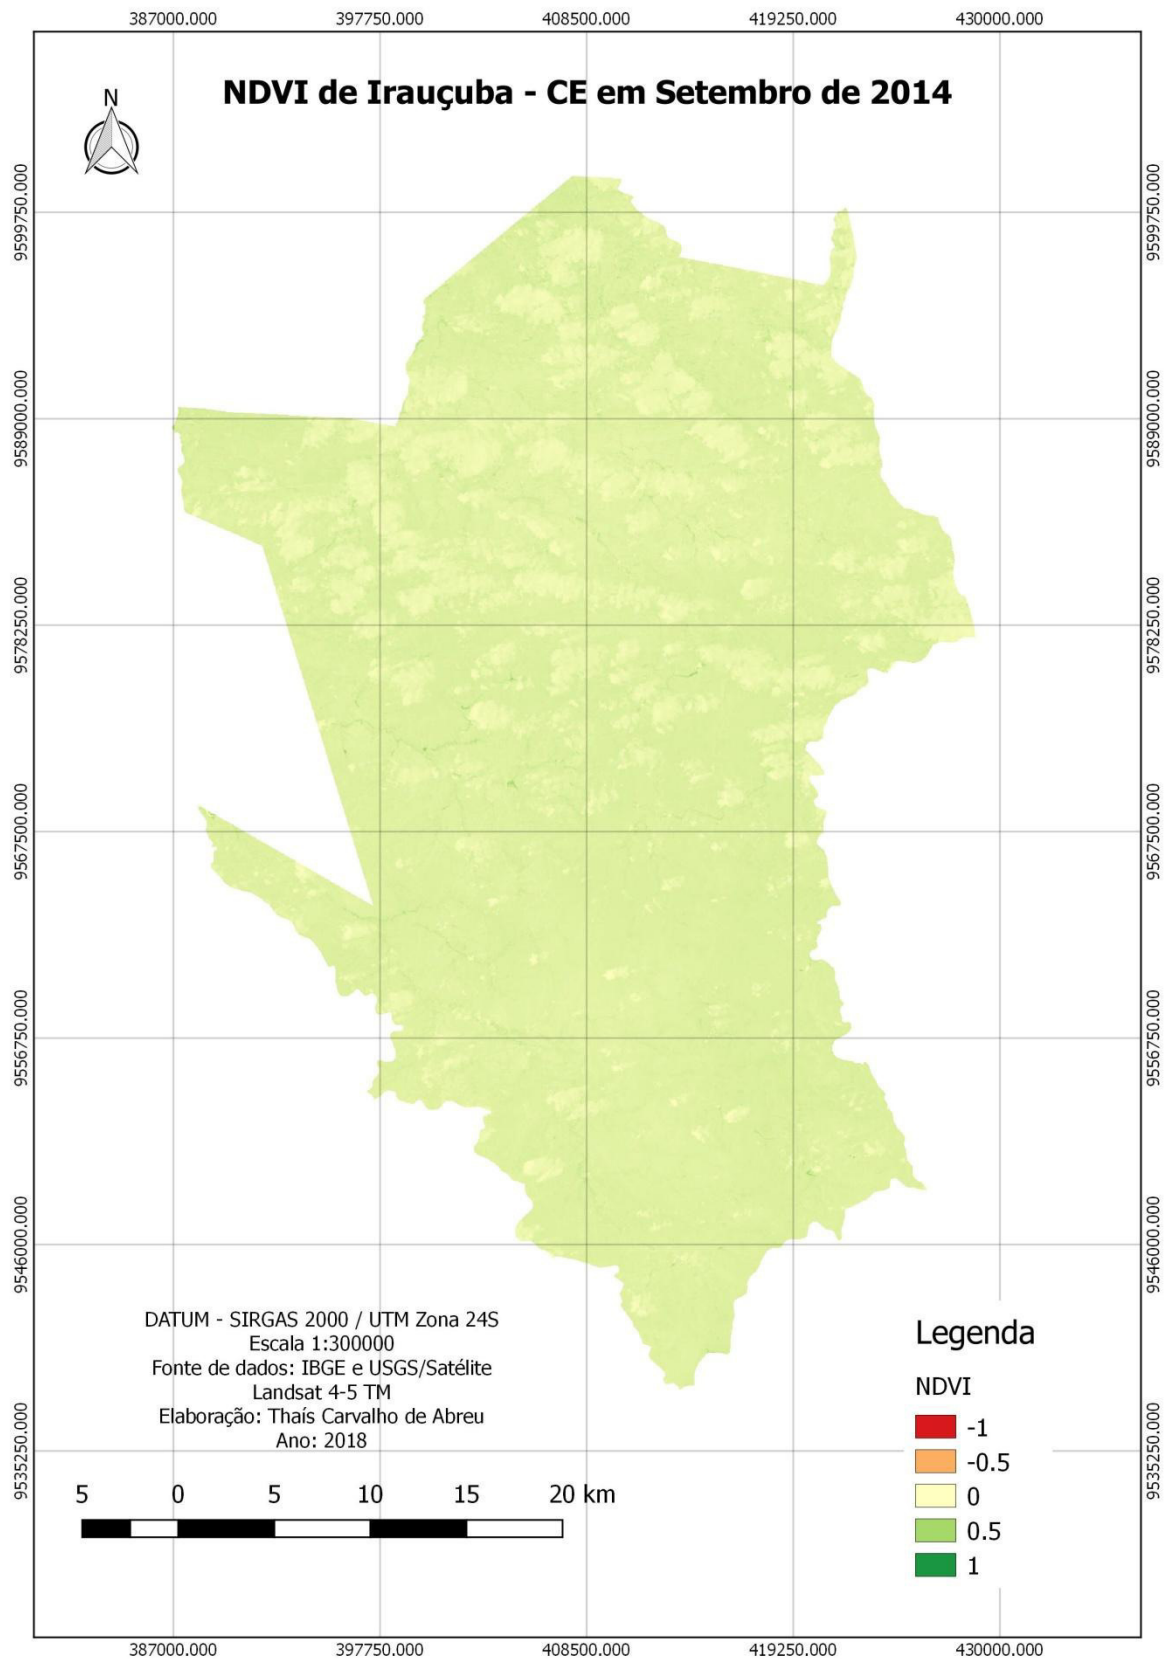 387000.000 397750.000 408500.000 419250.000 430000.000
NDVI de Irauçuba - CE em Setembro de 2014
N
9599750.000 9599750.000
9589000.000 9589000.000
9578250.000 9578250.000
9567500.000 9567500.000
9556750.000 9556750.000
9546000.000 9546000.000
9535250.000 9535250.000
DATUM - SIRGAS 2000 / UTM Zona 24S
Escala 1:300000
Fonte de dados: IBGE e USGS/Satélite
Landsat 4-5 TM
Elaboração: Thaís Carvalho de Abreu
Ano: 2018
5 0 5 10 15 20 km
Legenda
NDVI
-1
-0.5
0
0.5
1
387000.000 397750.000 408500.000 419250.000 430000.000